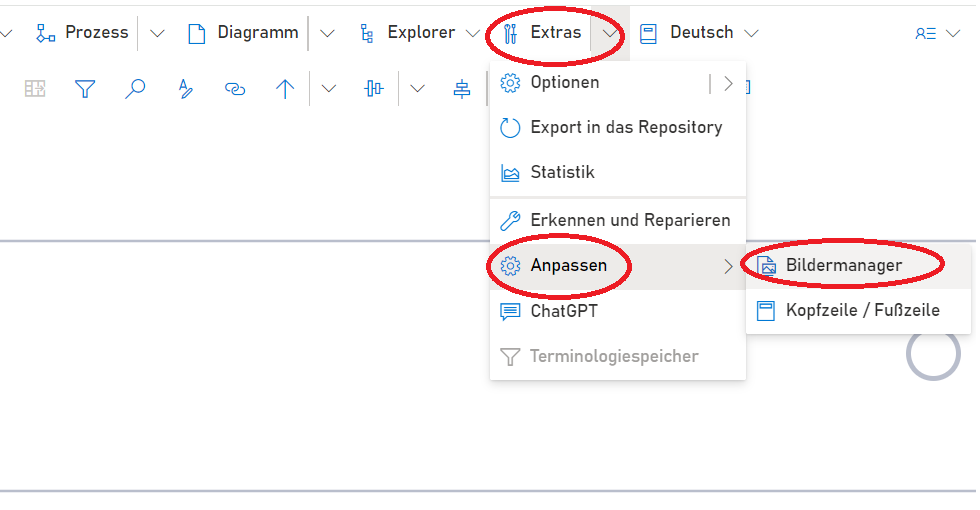 Prozess Diagramm Explorer Extras Deutsch
Optionen
Export in das Repository
Statistik
Erkennen und Reparieren
Anpassen
Bildermanager
ChatGPT
Kopfzeile / Fußzeile
Terminologiespeicher